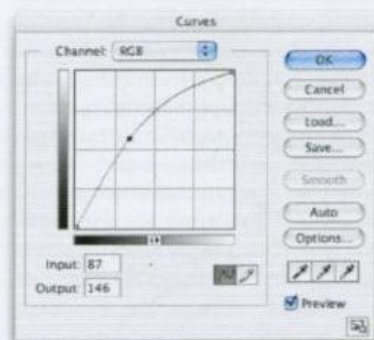 Curves
Channel: RGB
OK
Cancel
Load...
Save...
Smooth
Auto
Options...
Input: 87
Output: 146
Preview